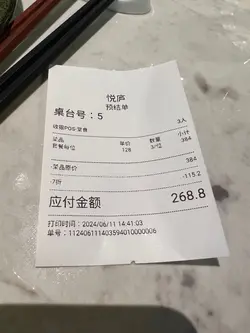 悦庐
预结单
桌台号：5
3人
收银POS:堂食
菜品 单价 数量 小计
套餐每位 128 3/位 384
菜品原价 384
-7折 -115.2
应付金额 268.8
打印时间：2024/06/11 14:41:03
单号：112406111403594010000006